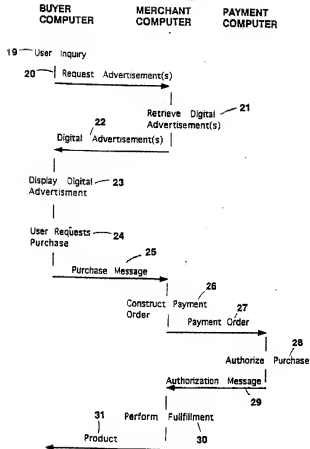 BUYER COMPUTER
MERCHANT COMPUTER
PAYMENT COMPUTER
19 User Inquiry
20 Request Advertisement(s)
Retrieve Digital 21
Advertisement(s)
22
Digital Advertisement(s)
Display Digital 23
Advertisment
User Requests 24
Purchase
25
Purchase Message
26
Construct Payment
Order
27
Payment Order
28
Authorize Purchase
Authorization Message
29
31
Perform Fullfillment
Product
30